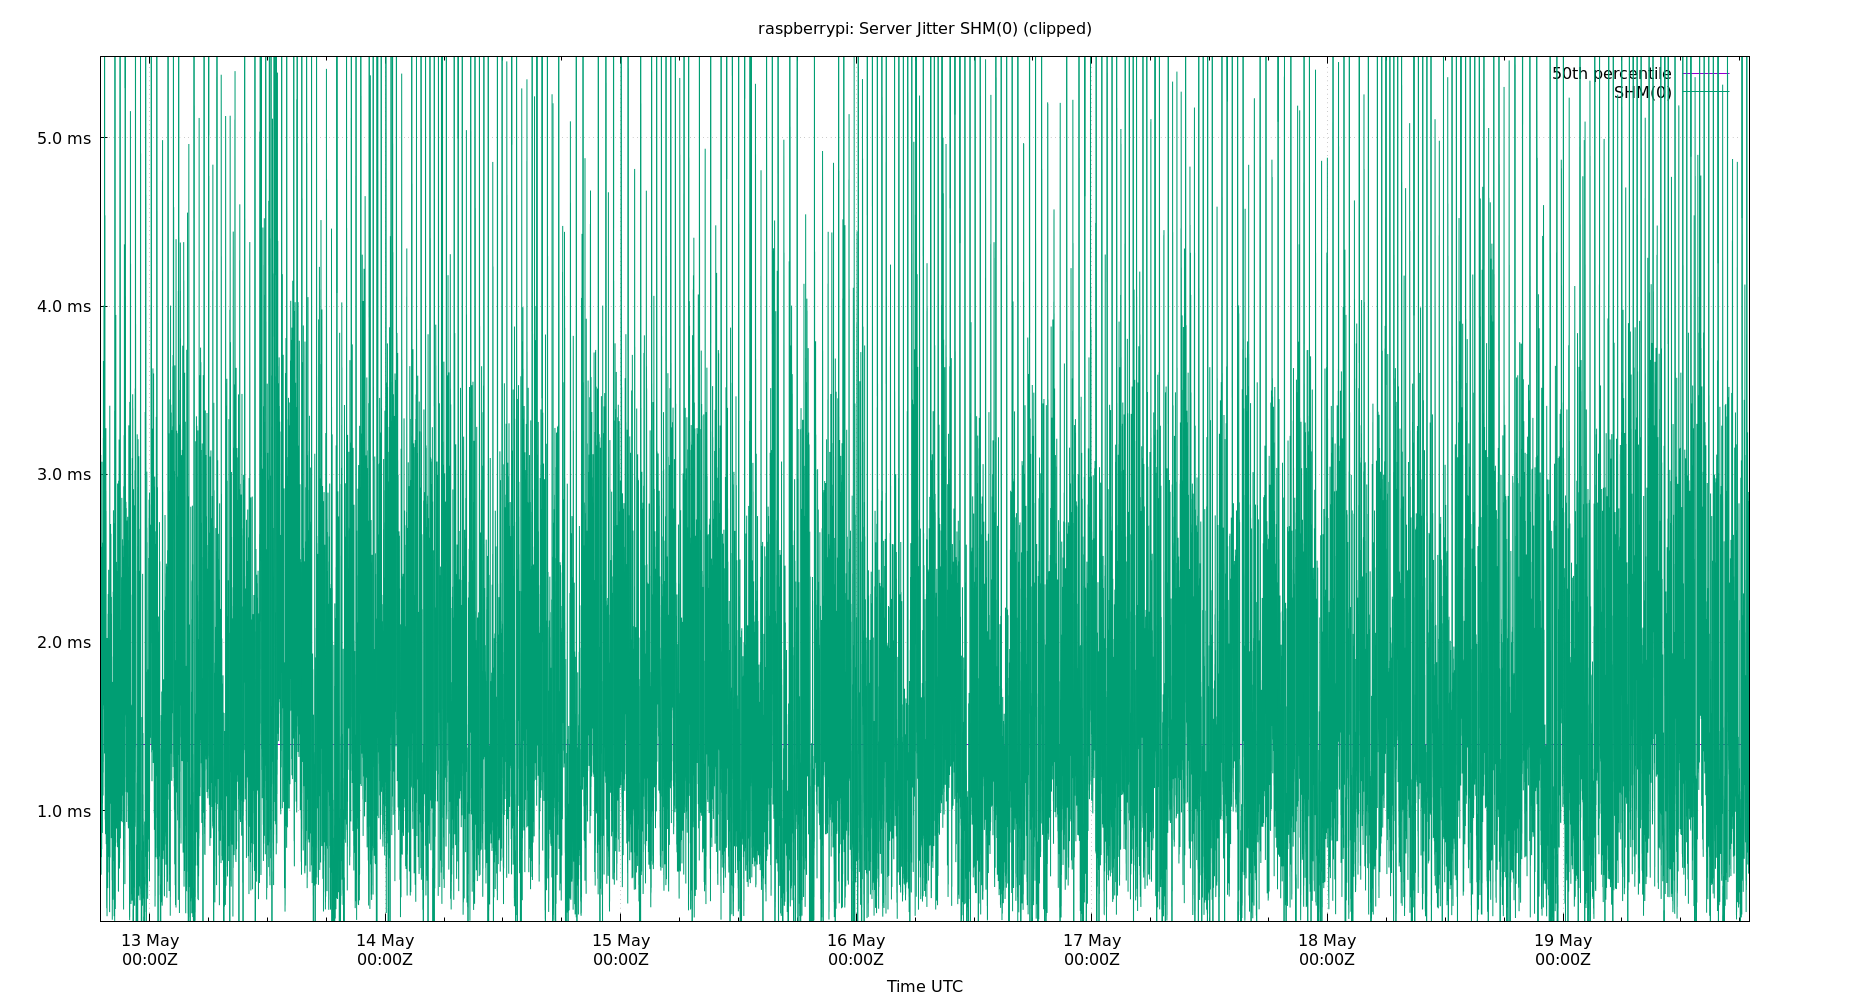 raspberrypi: Server Jitter SHM(0) (clipped)
50th percentile
SHM(0)
5.0 ms
4.0 ms
3.0 ms
2.0 ms
1.0 ms
13 May 14 May 15 May 16 May 17 May 18 May 19 May
00:00Z 00:00Z 00:00Z 00:00Z 00:00Z 00:00Z 00:00Z
Time UTC